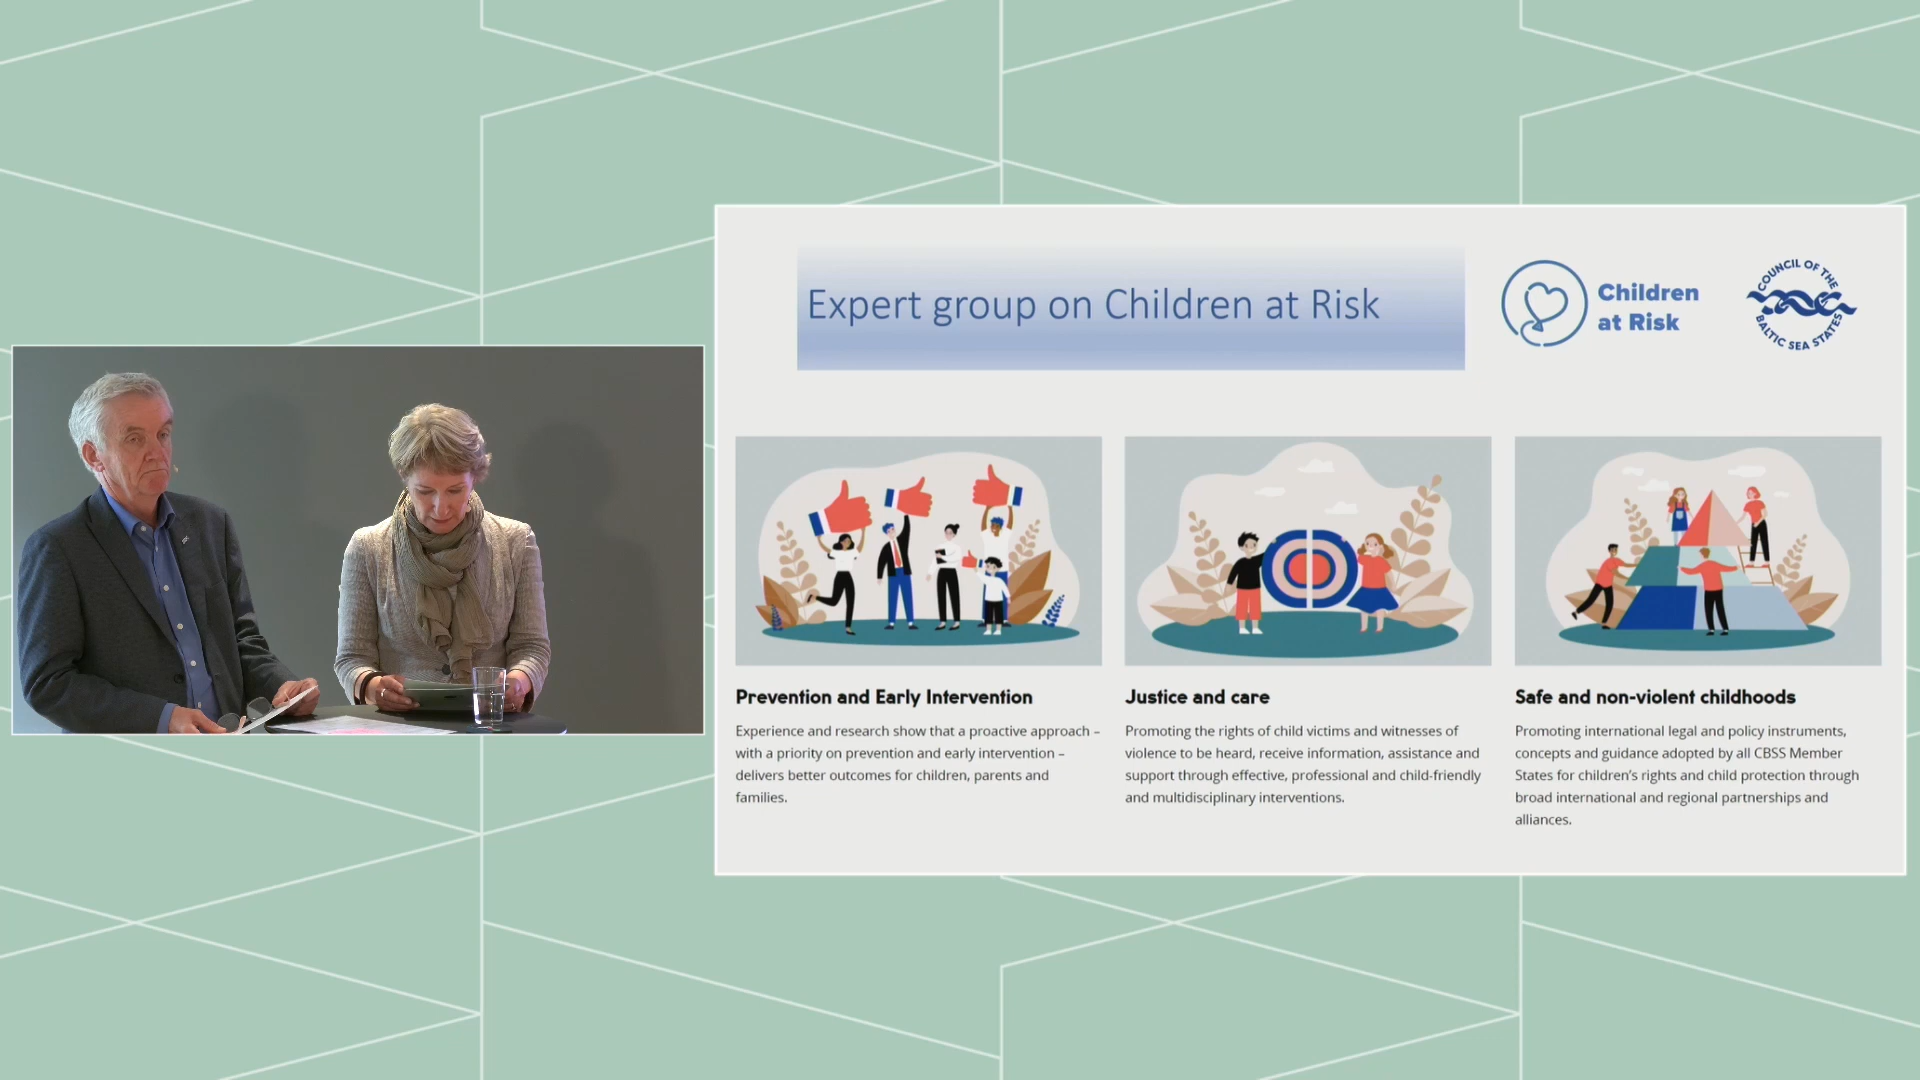 Expert group on Children at Risk
Children
at Risk
COUNCIL OF THE
BALTIC SEA STATES
Prevention and Early Intervention
Experience and research show that a proactive approach –
with a priority on prevention and early intervention –
delivers better outcomes for children, parents and
families.
Justice and care
Promoting the rights of child victims and witnesses of
violence to be heard, receive information, assistance and
support through effective, professional and child-friendly
and multidisciplinary interventions.
Safe and non-violent childhoods
Promoting international legal and policy instruments,
concepts and guidance adopted by all CBSS Member
States for children's rights and child protection through
broad international and regional partnerships and
alliances.